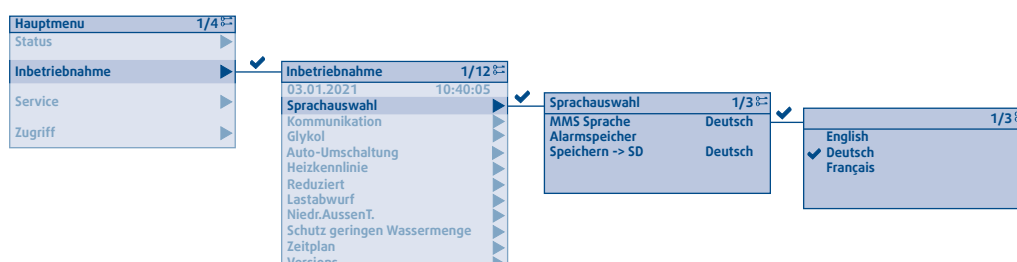 Hauptmenu 1/4
Status
Inbetriebnahme
Service
Zugriff
Inbetriebnahme 1/12
03.01.2021 10:40:05
Sprachauswahl
Kommunikation
Glykol
Auto-Umschaltung
Heizkennlinie
Reduziert
Lastabwurf
Niedr.AussenT.
Schutz geringen Wassermenge
Zeitplan
Versions
Sprachauswahl 1/3
MMS Sprache Deutsch
Alarmspeicher
Speichern -> SD Deutsch
1/3
English
Deutsch
Français